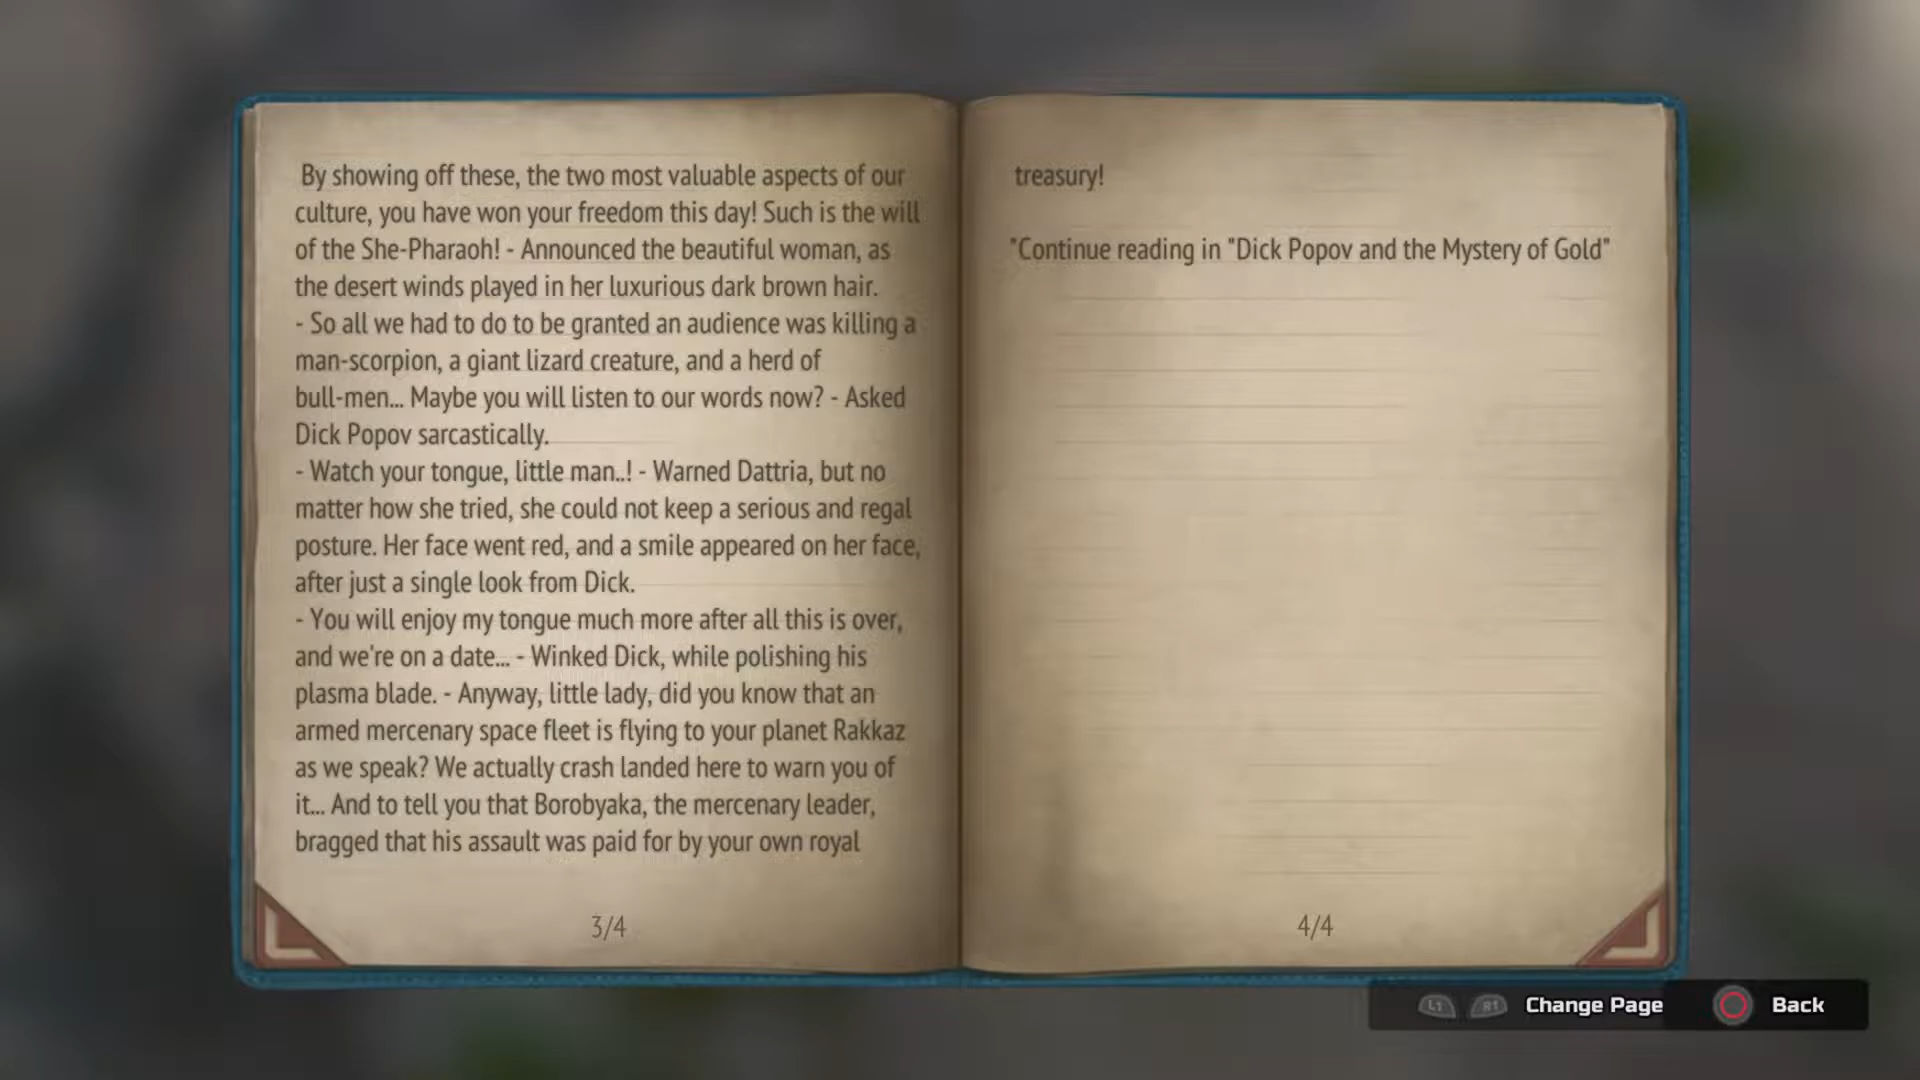 By showing off these, the two most valuable aspects of our
culture, you have won your freedom this day! Such is the will
of the She-Pharaoh! - Announced the beautiful woman, as
the desert winds played in her luxurious dark brown hair.
- So all we had to do to be granted an audience was killing a
man-scorpion, a giant lizard creature, and a herd of
bull-men... Maybe you will listen to our words now? - Asked
Dick Popov sarcastically.
- Watch your tongue, little man..! - Warned Dattria, but no
matter how she tried, she could not keep a serious and regal
posture. Her face went red, and a smile appeared on her face,
after just a single look from Dick.
- You will enjoy my tongue much more after all this is over,
and we're on a date... - Winked Dick, while polishing his
plasma blade. - Anyway, little lady, did you know that an
armed mercenary space fleet is flying to your planet Rakkaz
as we speak? We actually crash landed here to warn you of
it... And to tell you that Borobyaka, the mercenary leader,
bragged that his assault was paid for by your own royal
3/4
treasury!
"Continue reading in "Dick Popov and the Mystery of Gold"
4/4
L1 R1 Change Page Back